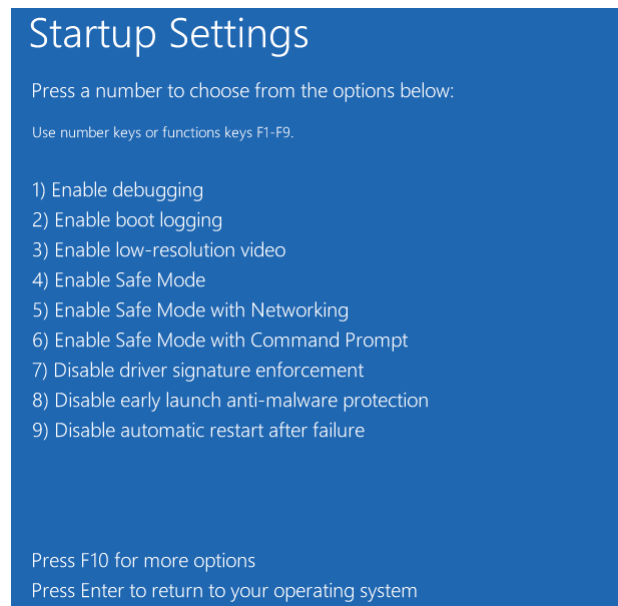 Startup Settings
Press a number to choose from the options below:
Use number keys or functions keys F1-F9.
1) Enable debugging
2) Enable boot logging
3) Enable low-resolution video
4) Enable Safe Mode
5) Enable Safe Mode with Networking
6) Enable Safe Mode with Command Prompt
7) Disable driver signature enforcement
8) Disable early launch anti-malware protection
9) Disable automatic restart after failure
Press F10 for more options
Press Enter to return to your operating system